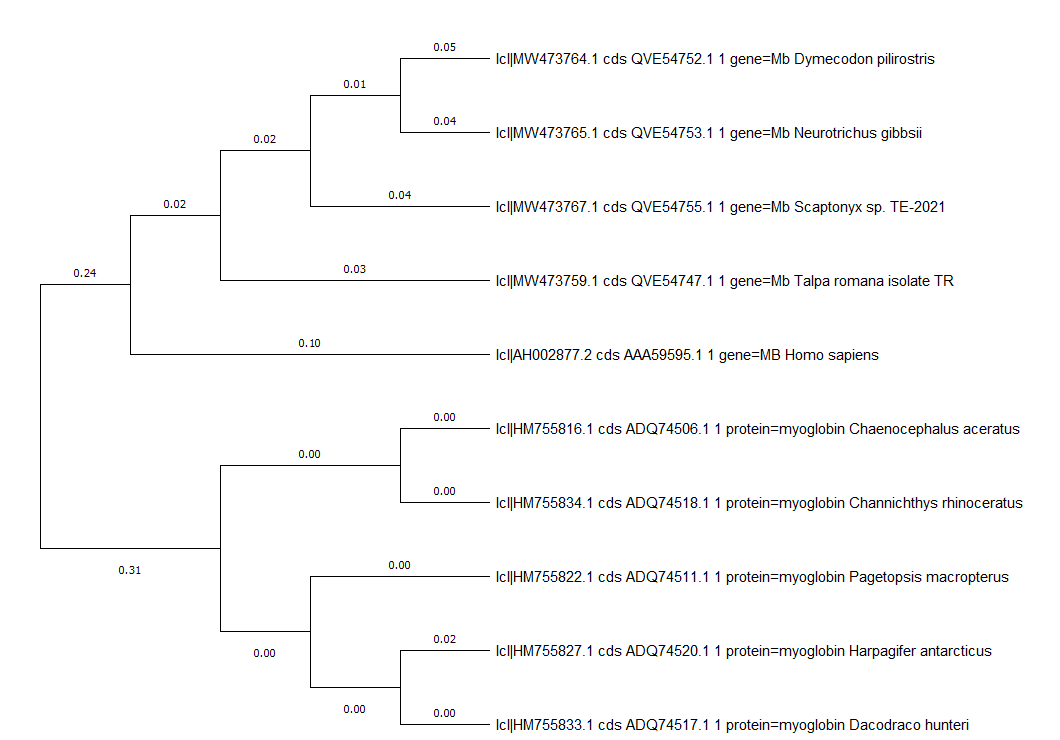 0.05
lcl|MW473764.1 cds QVE54752.1 1 gene=Mb Dymecodon pilirostris
0.01
0.04
lcl|MW473765.1 cds QVE54753.1 1 gene=Mb Neurotrichus gibbsii
0.02
0.04
lcl|MW473767.1 cds QVE54755.1 1 gene=Mb Scaptonyx sp. TE-2021
0.02
0.03
lcl|MW473759.1 cds QVE54747.1 1 gene=Mb Talpa romana isolate TR
0.24
0.10
lcl|AH002877.2 cds AAA59595.1 1 gene=MB Homo sapiens
0.00
lcl|HM755816.1 cds ADQ74506.1 1 protein=myoglobin Chaenocephalus aceratus
0.00
0.00
lcl|HM755834.1 cds ADQ74518.1 1 protein=myoglobin Channichthys rhinoceratus
0.31
0.00
lcl|HM755822.1 cds ADQ74511.1 1 protein=myoglobin Pagetopsis macropterus
0.00
0.02
lcl|HM755827.1 cds ADQ74520.1 1 protein=myoglobin Harpagifer antarcticus
0.00
0.00
lcl|HM755833.1 cds ADQ74517.1 1 protein=myoglobin Dacodraco hunteri